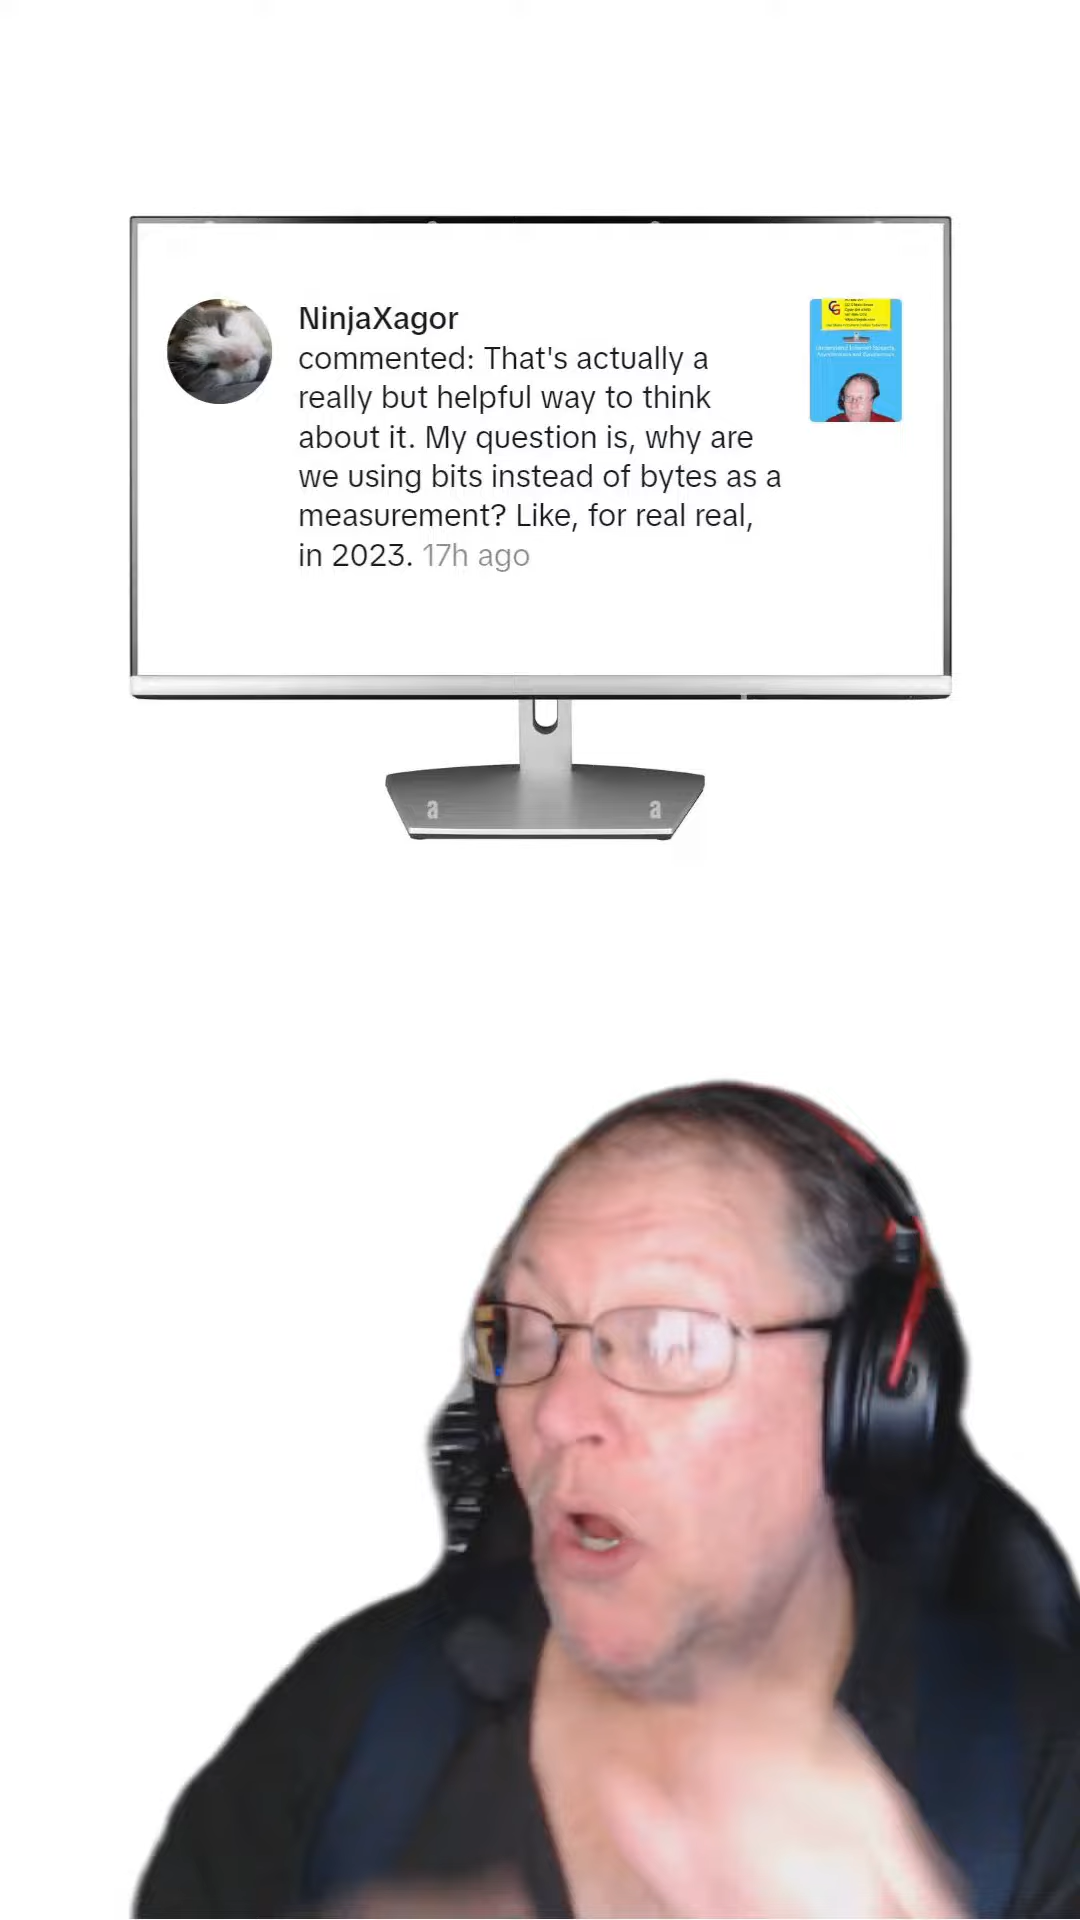 NinjaXagor
commented: That's actually a
really but helpful way to think
about it. My question is, why are
we using bits instead of bytes as a
measurement? Like, for real real,
in 2023. 17h ago
a a